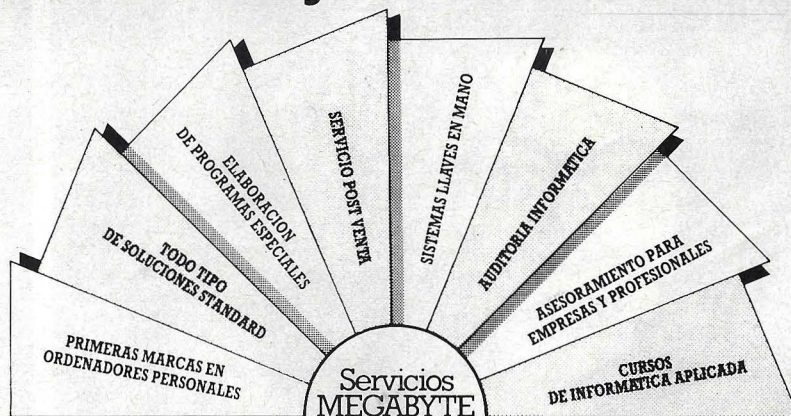 PRIMERAS MARCAS EN
ORDENADORES PERSONALES
TODO TIPO
DE SOLUCIONES STANDARD
ELABORACION
DE PROGRAMAS ESPECIALES
SERVICIO POST VENTA
SISTEMAS LLAVES EN MANO
AUDITORIA INFORMATICA
ASESORAMIENTO PARA
EMPRESAS Y PROFESIONALES
CURSOS
DE INFORMATICA APLICADA
Servicios
MEGABYTE